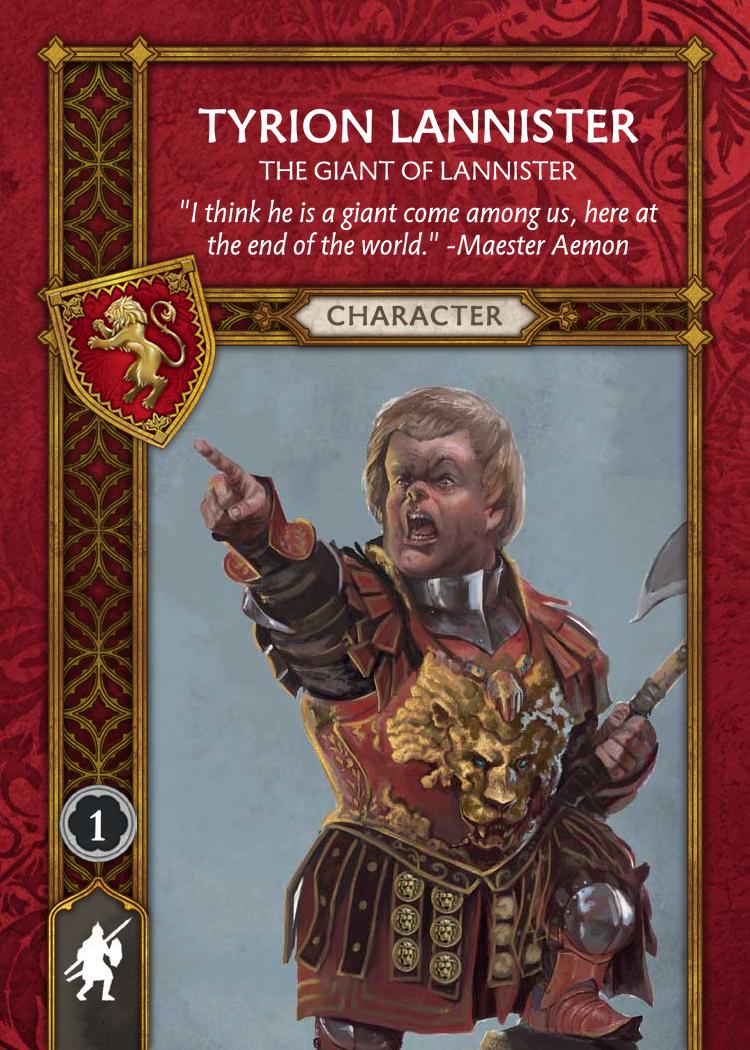 TYRION LANNISTER
THE GIANT OF LANNISTER
"I think he is a giant come among us, here at
the end of the world." -Maester Aemon
CHARACTER
1